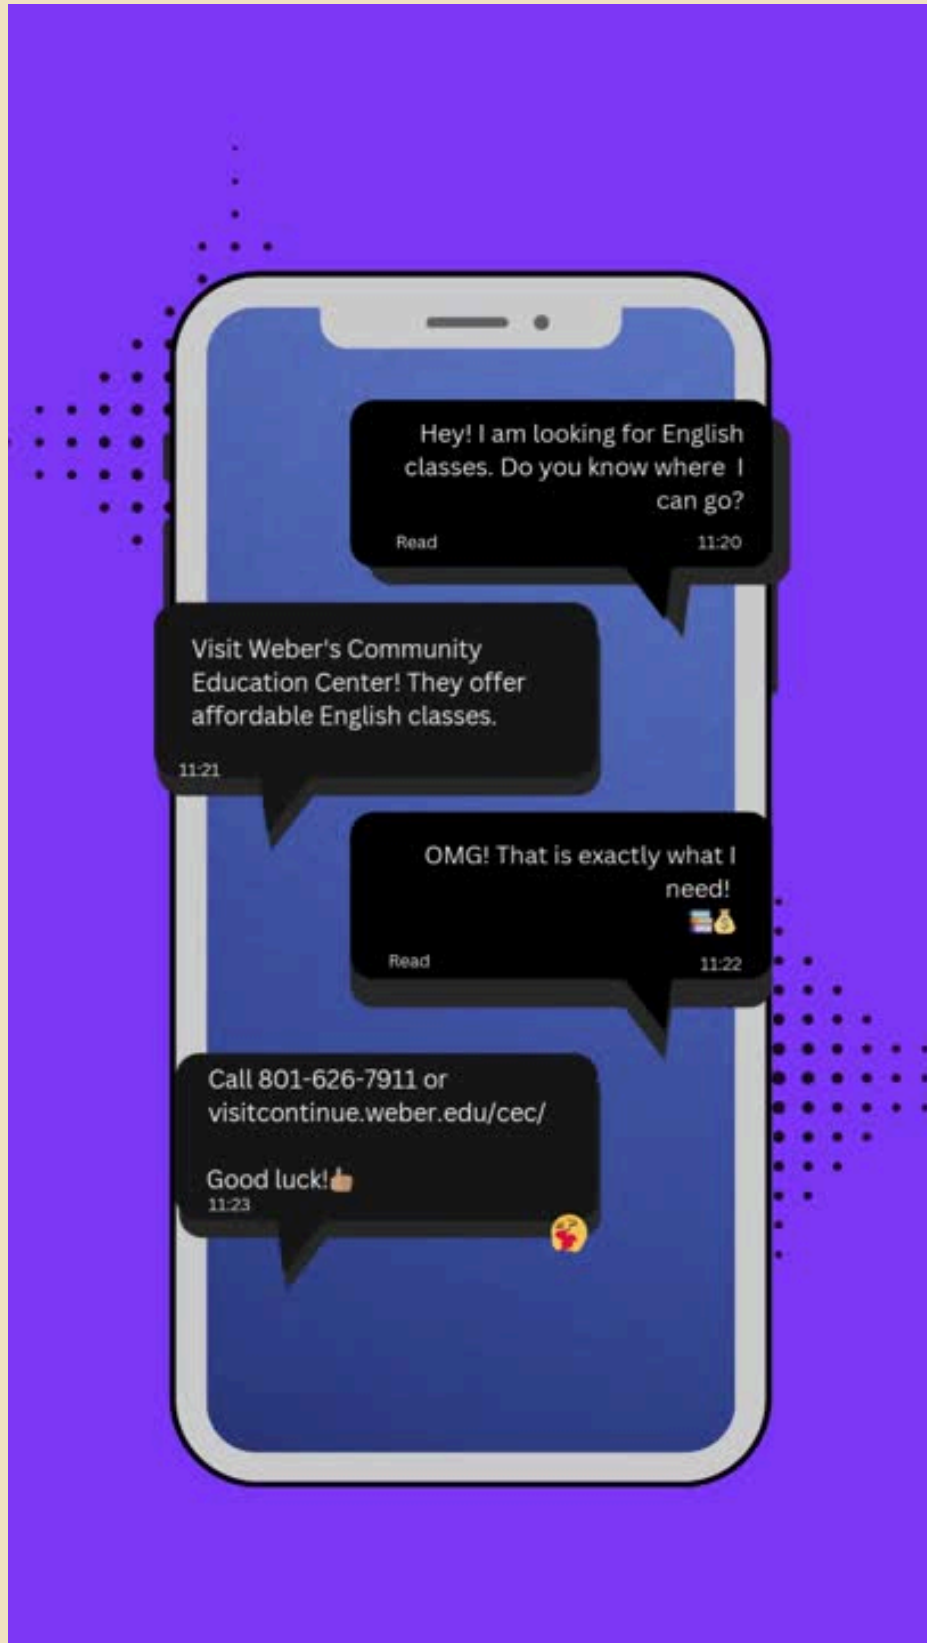 Hey! I am looking for English
classes. Do you know where I
can go?
Read 11:20
Visit Weber's Community
Education Center! They offer
affordable English classes.
11:21
OMG! That is exactly what I
need!
📚💰
Read 11:22
Call 801-626-7911 or
visitcontinue.weber.edu/cec/
Good luck!👍🏽
11:23